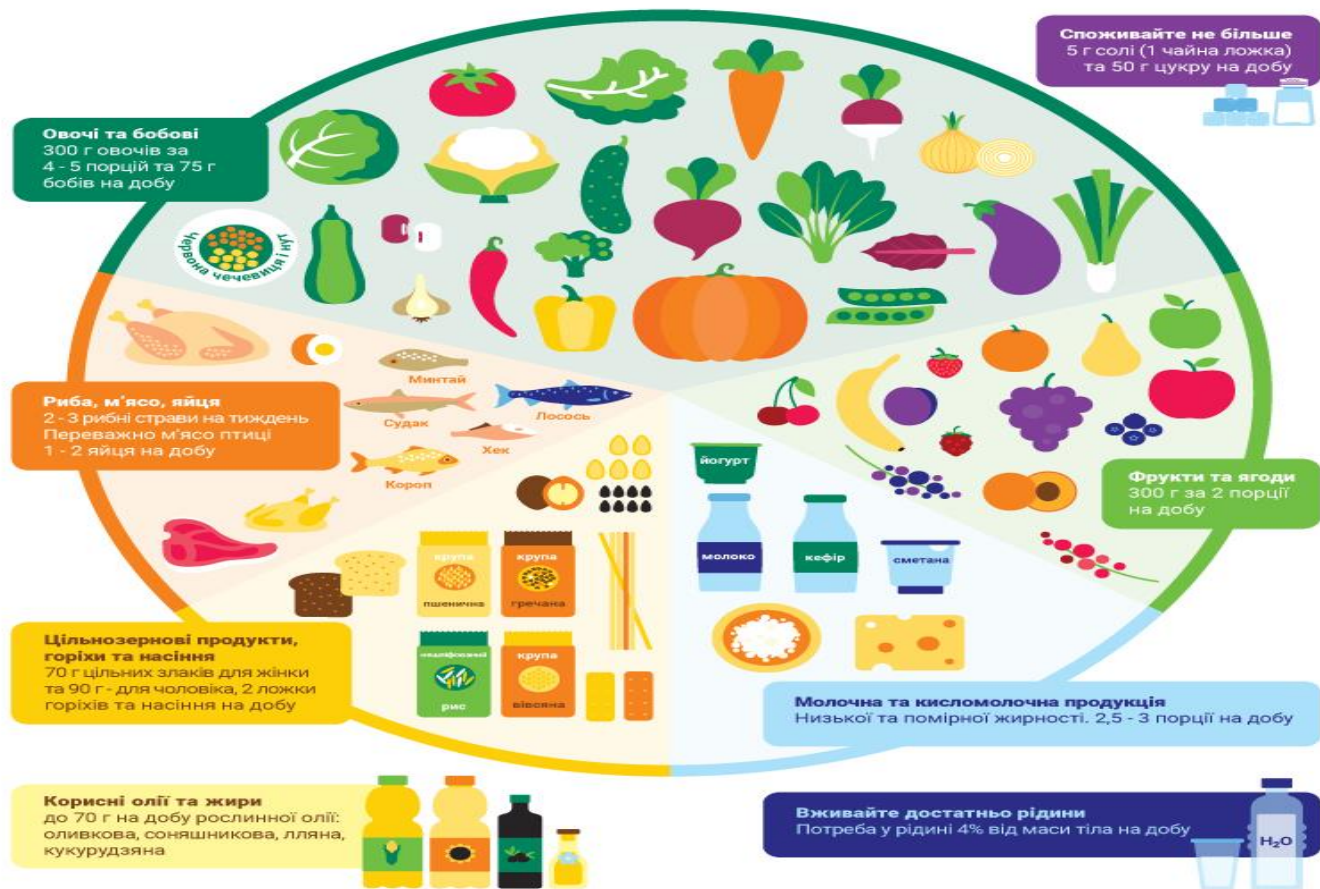 Споживайте не більше
5 г солі (1 чайна ложка)
та 50 г цукру на добу
Овочі та бобові
300 г овочів за
4 - 5 порцій та 75 г
бобів на добу
Червона чечевиця і нут
Риба, м'ясо, яйця
2 - 3 рибні страви на тиждень
Переважно м'ясо птиці
1 - 2 яйця на добу
Минтай
Лосось
Судак
Хек
Короп
йогурт
молоко
кефір
сметана
Фрукти та ягоди
300 г за 2 порції
на добу
крупа
пшенична
крупа
гречана
рис
крупа
вівсяна
Цільнозернові продукти,
горіхи та насіння
70 г цільних злаків для жінки
та 90 г - для чоловіка, 2 ложки
горіхів та насіння на добу
Молочна та кисломолочна продукція
Низької та помірної жирності. 2,5 - 3 порції на добу
Корисні олії та жири
до 70 г на добу рослинної олії:
оливкова, соняшникова, лляна,
кукурудзяна
Вживайте достатньо рідини
Потреба у рідині 4% від маси тіла на добу
H₂O